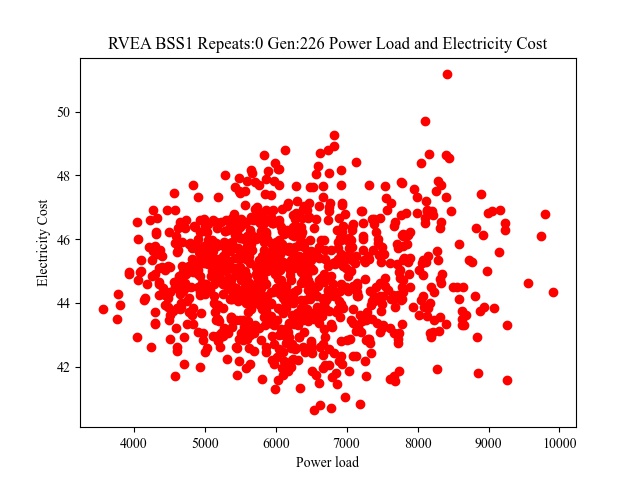 RVEA BSS1 Repeats:0 Gen:226 Power Load and Electricity Cost
Electricity Cost
50
48
46
44
42
4000 5000 6000 7000 8000 9000 10000
Power load